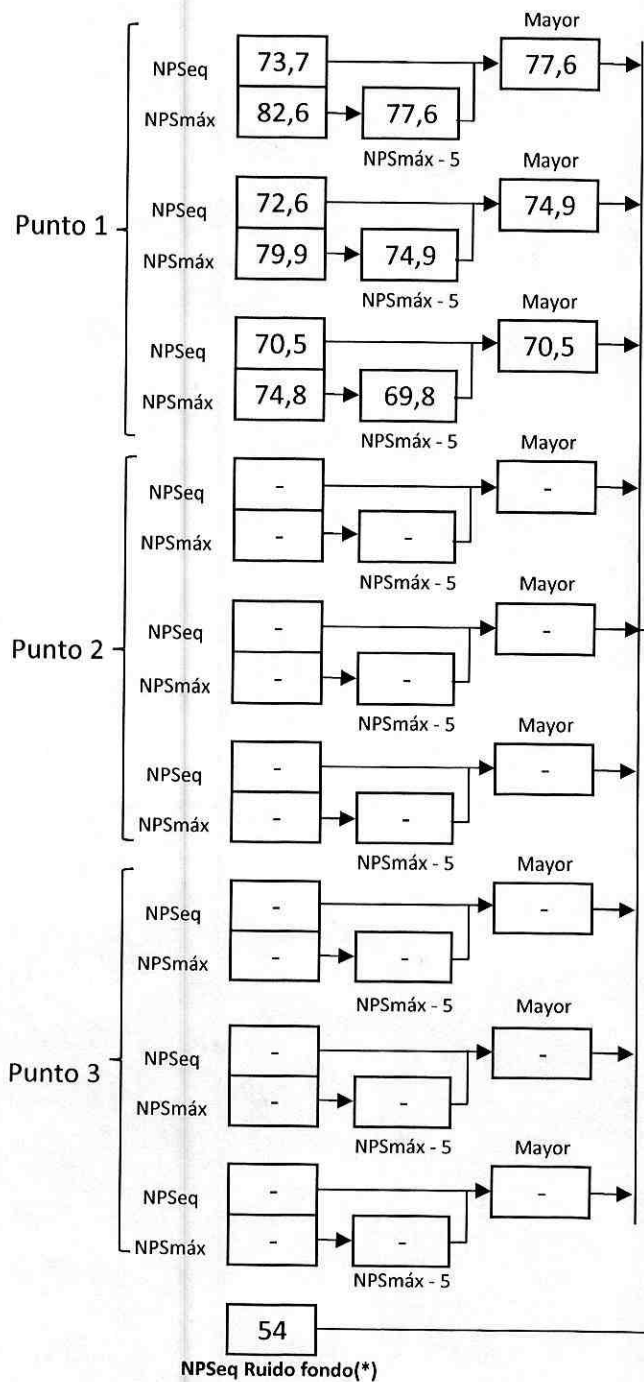 Mayor
NPSeq 73,7 77,6
NPSmáx 82,6 77,6
NPSmáx - 5
Mayor
Punto 1
NPSeq 72,6 74,9
NPSmáx 79,9 74,9
NPSmáx - 5
Mayor
NPSeq 70,5 70,5
NPSmáx 74,8 69,8
NPSmáx - 5
Mayor
NPSeq - -
NPSmáx - -
NPSmáx - 5
Mayor
Punto 2
NPSeq - -
NPSmáx - -
NPSmáx - 5
Mayor
NPSeq - -
NPSmáx - -
NPSmáx - 5
Mayor
NPSeq - -
NPSmáx - -
NPSmáx - 5
Mayor
Punto 3
NPSeq - -
NPSmáx - -
NPSmáx - 5
Mayor
NPSeq - -
NPSmáx - -
NPSmáx - 5
54
NPSeq Ruido fondo(*)